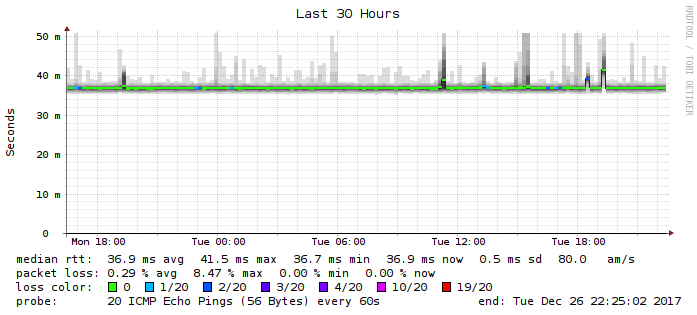 Last 30 Hours
RRDTOOL / TOBI OETIKER
Seconds
50 m
40 m
30 m
20 m
10 m
0
Mon 18:00 Tue 00:00 Tue 06:00 Tue 12:00 Tue 18:00
median rtt: 36.9 ms avg 41.5 ms max 36.7 ms min 36.9 ms now 0.5 ms sd 80.0 am/s
packet loss: 0.29 % avg 8.47 % max 0.00 % min 0.00 % now
loss color: 0 1/20 2/20 3/20 4/20 10/20 19/20
probe: 20 ICMP Echo Pings (56 Bytes) every 60s end: Tue Dec 26 22:25:02 2017